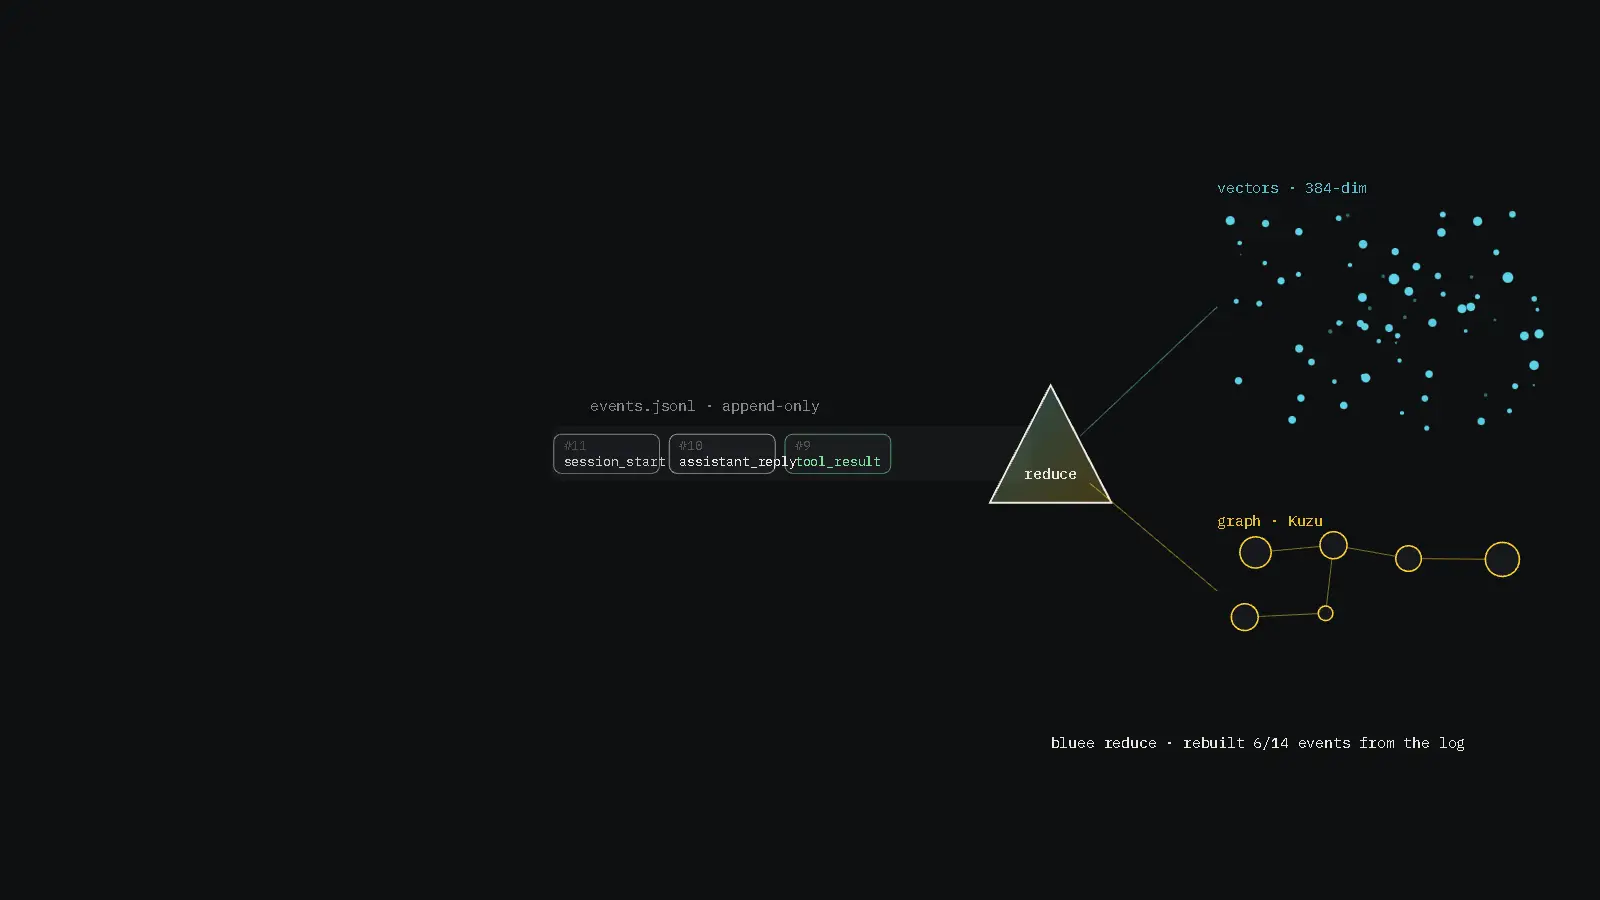 vectors · 384-dim
events.jsonl · append-only
#11
session_start
#10
assistant_reply
#9
tool_result
reduce
graph · Kuzu
bluee reduce · rebuilt 6/14 events from the log